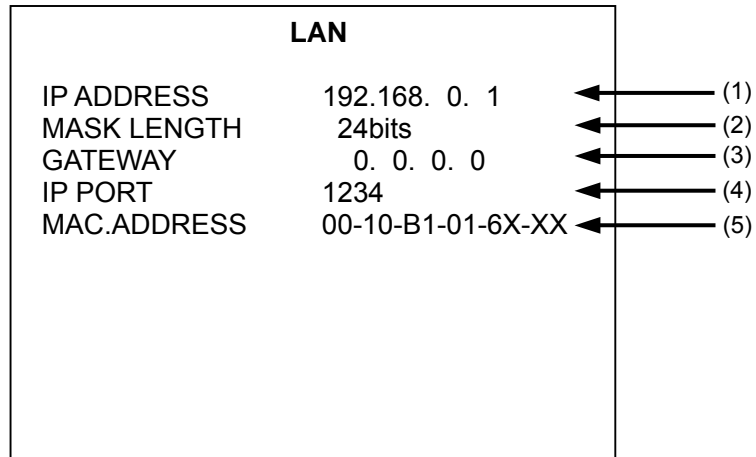 LAN
IP ADDRESS 192.168. 0. 1 (1)
MASK LENGTH 24bits (2)
GATEWAY 0. 0. 0. 0 (3)
IP PORT 1234 (4)
MAC.ADDRESS 00-10-B1-01-6X-XX (5)